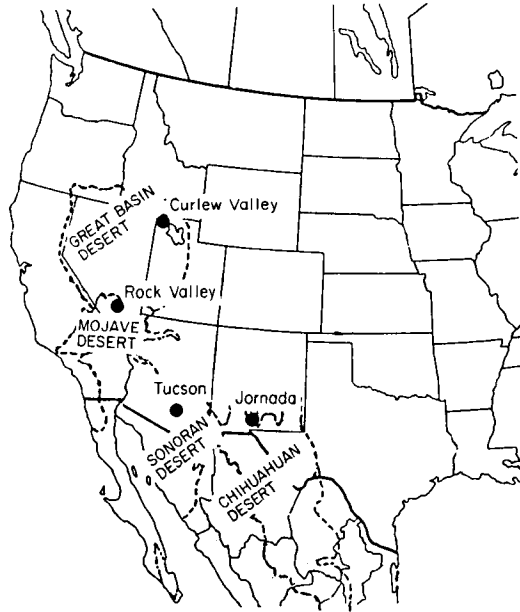 GREAT BASIN
DESERT
Curlew Valley
Rock Valley
MOJAVE
DESERT
Tucson
Jornada
SONORAN
DESERT
CHIHUAHUAN
DESERT